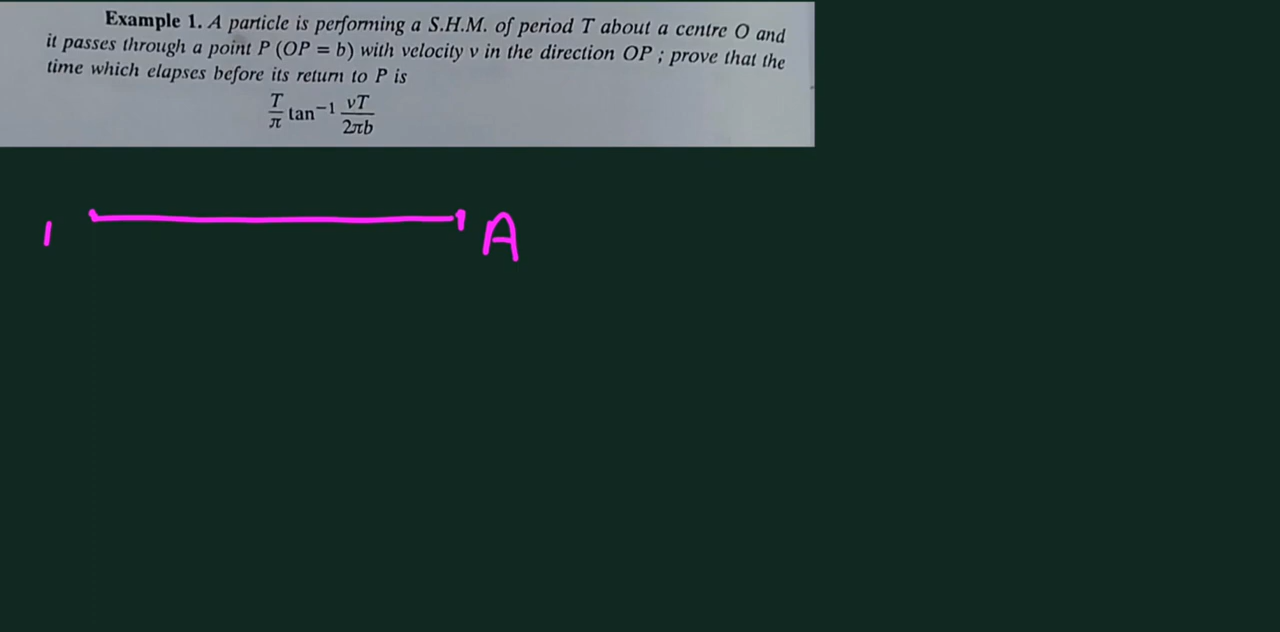 Example 1. A particle is performing a S.H.M. of period T about a centre O and
it passes through a point P (OP = b) with velocity v in the direction OP ; prove that the
time which elapses before its return to P is
T/π tan⁻¹ vT/2πb
A